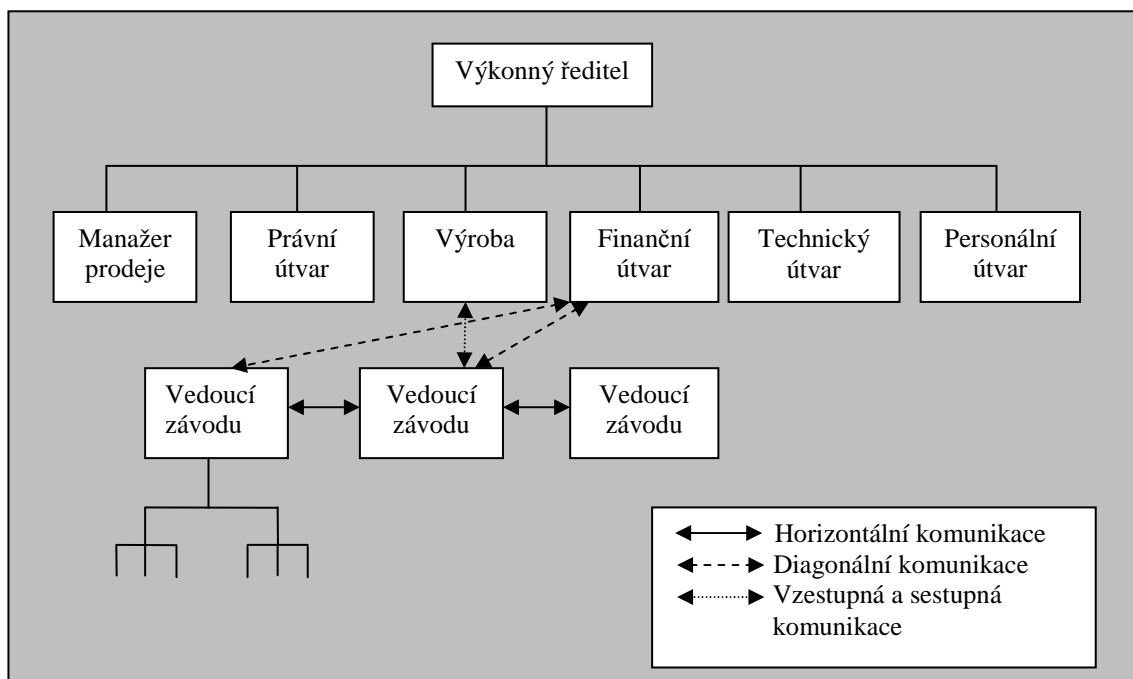 Výkonný ředitel
Manažer
prodeje
Právní
útvar
Výroba
Finanční
útvar
Technický
útvar
Personální
útvar
Vedoucí
závodu
Vedoucí
závodu
Vedoucí
závodu
Horizontální komunikace
Diagonální komunikace
Vzestupná a sestupná
komunikace